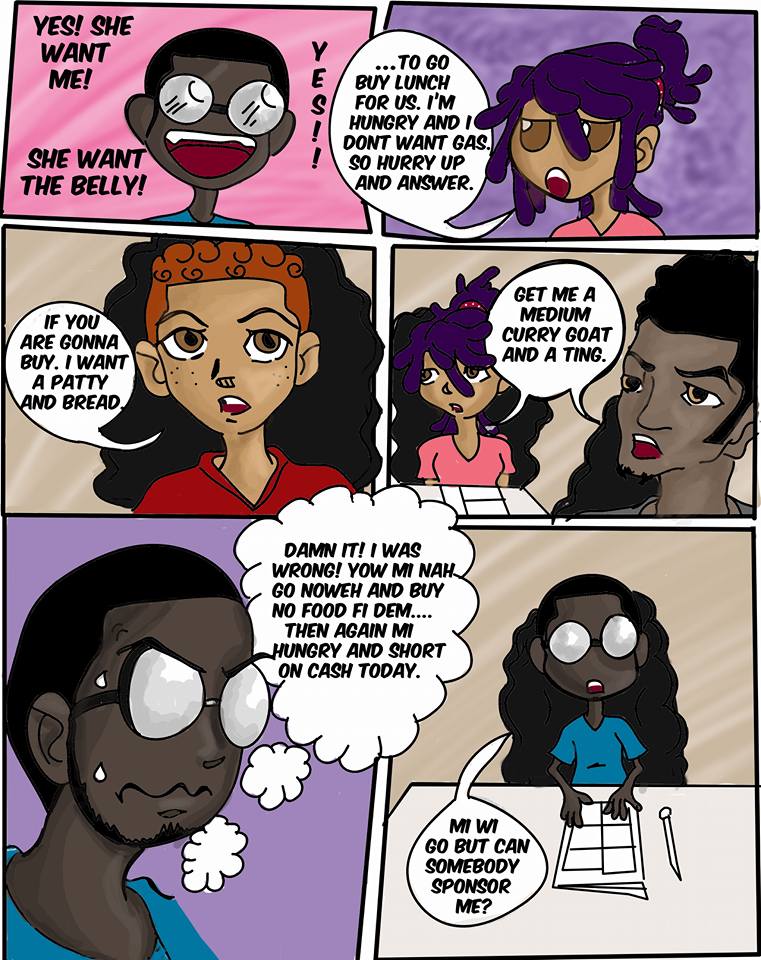 YES! SHE
WANT
ME!
SHE WANT
THE BELLY!
YES!!
...TO GO
BUY LUNCH
FOR US. I'M
HUNGRY AND I
DONT WANT GAS.
SO HURRY UP
AND ANSWER.
IF YOU
ARE GONNA
BUY. I WANT
A PATTY
AND BREAD.
GET ME A
MEDIUM
CURRY GOAT
AND A TING.
DAMN IT! I WAS
WRONG! YOW MI NAH
GO NOWEH AND BUY
NO FOOD FI DEM....
THEN AGAIN MI
HUNGRY AND SHORT
ON CASH TODAY.
MI WI
GO BUT CAN
SOMEBODY
SPONSOR
ME?